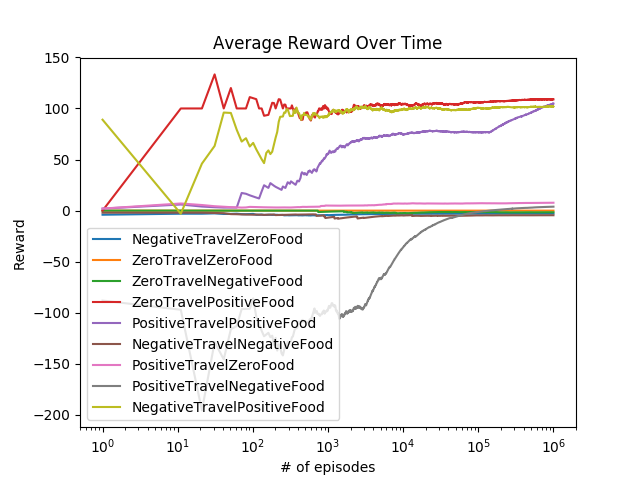 Average Reward Over Time
150
100
50
0
−50
−100
−150
−200
Reward
NegativeTravelZeroFood
ZeroTravelZeroFood
ZeroTravelNegativeFood
ZeroTravelPositiveFood
PositiveTravelPositiveFood
NegativeTravelNegativeFood
PositiveTravelZeroFood
PositiveTravelNegativeFood
NegativeTravelPositiveFood
10⁰ 10¹ 10² 10³ 10⁴ 10⁵ 10⁶
# of episodes